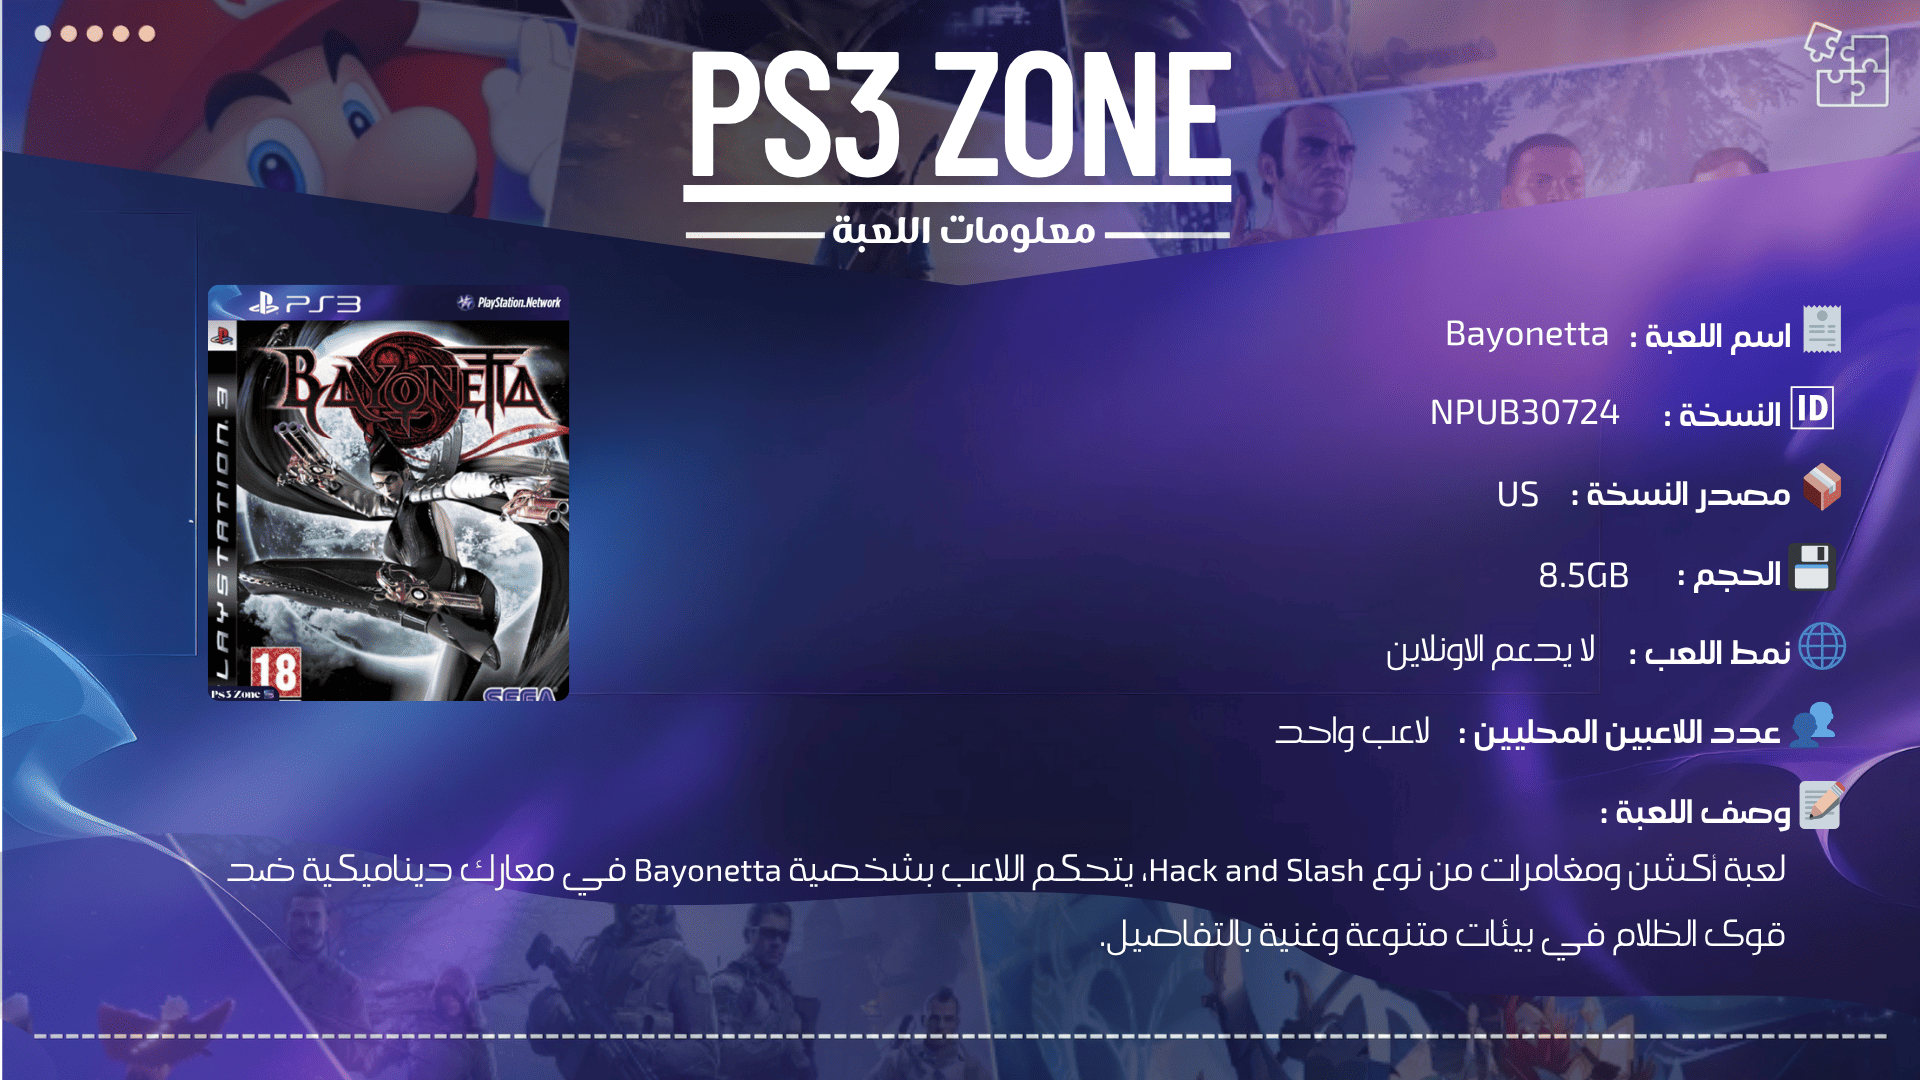 PS3 ZONE
معلومات اللعبة
PS3 PlayStation.Network
PLAYSTATION 3
BAYONETTA
18
Ps3 Zone S
SEGA
اسم اللعبة : Bayonetta
ID النسخة : NPUB30724
مصدر النسخة : US
الحجم : 8.5GB
نمط اللعب : لا يدعم الاونلاين
عدد اللاعبين المحليين : لاعب واحد
وصف اللعبة :
لعبة أكشن ومغامرات من نوع Hack and Slash، يتحكم اللاعب بشخصية Bayonetta في معارك ديناميكية ضد
قوى الظلام في بيئات متنوعة وغنية بالتفاصيل.